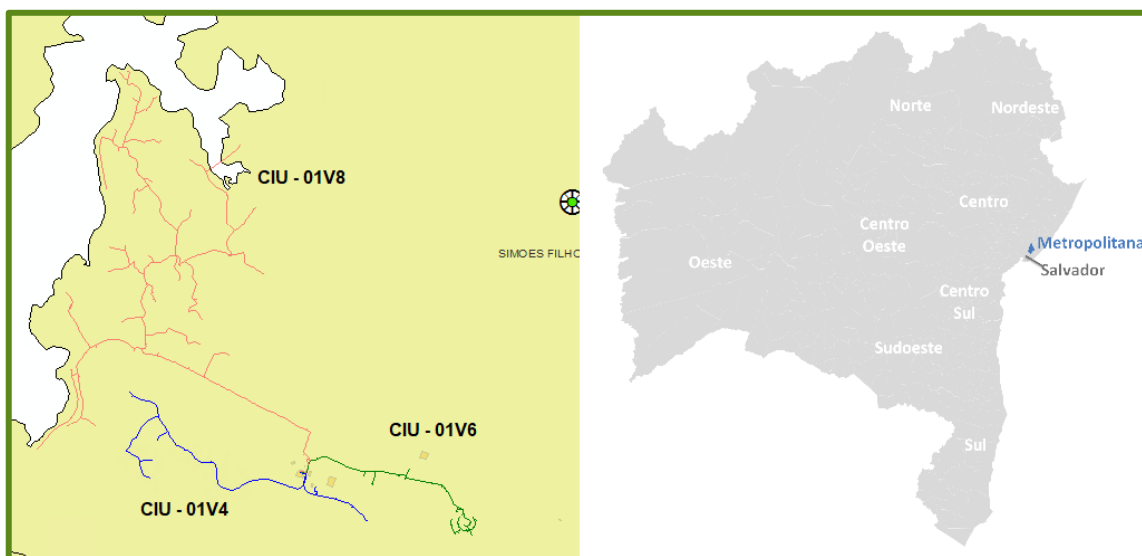 CIU - 01V8
SIMOES FILHO
CIU - 01V6
CIU - 01V4
Norte
Nordeste
Centro
Centro
Oeste
Metropolitana
Oeste
Salvador
Centro
Sul
Sudoeste
Sul